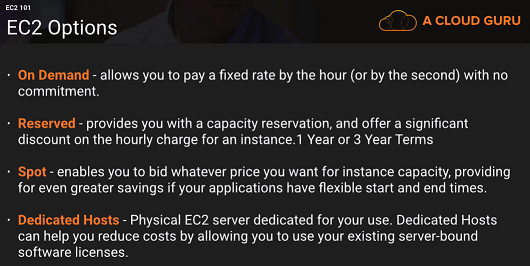 EC2 101
EC2 Options
A CLOUD GURU
· On Demand - allows you to pay a fixed rate by the hour (or by the second) with no
commitment.
· Reserved - provides you with a capacity reservation, and offer a significant
discount on the hourly charge for an instance.1 Year or 3 Year Terms
· Spot - enables you to bid whatever price you want for instance capacity, providing
for even greater savings if your applications have flexible start and end times.
· Dedicated Hosts - Physical EC2 server dedicated for your use. Dedicated Hosts
can help you reduce costs by allowing you to use your existing server-bound
software licenses.